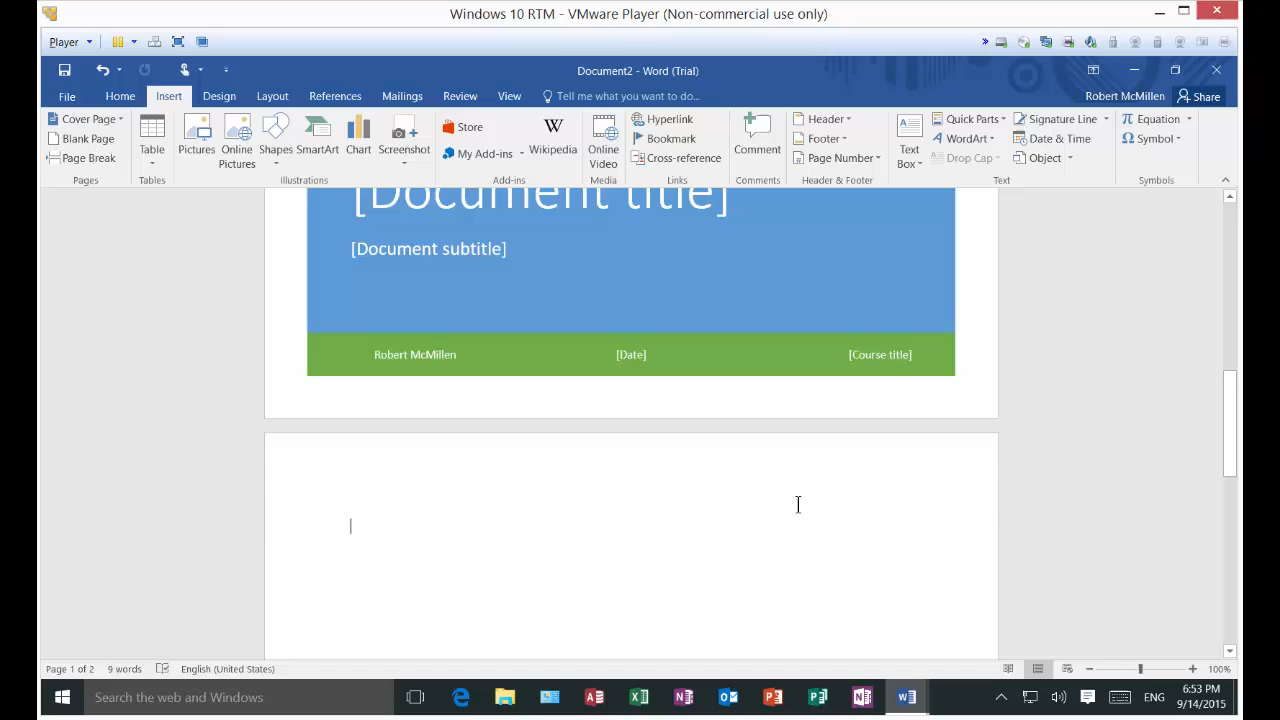 Windows 10 RTM - VMware Player (Non-commercial use only)
Player
Document2 - Word (Trial)
File Home Insert Design Layout References Mailings Review View Tell me what you want to do... Robert McMillen Share
Cover Page
Blank Page
Page Break
Pages
Table
Tables
Pictures
Online Pictures
Shapes
SmartArt
Chart
Screenshot
Illustrations
Store
My Add-ins
W
Wikipedia
Add-ins
Online Video
Media
Hyperlink
Bookmark
Cross-reference
Links
Comment
Comments
Header
Footer
Page Number
Header & Footer
Text Box
Quick Parts
WordArt
Drop Cap
Signature Line
Date & Time
Object
Text
π Equation
Ω Symbol
Symbols
[Document title]
[Document subtitle]
Robert McMillen [Date] [Course title]
Page 1 of 2 9 words English (United States) 100%
Search the web and Windows
ENG
6:53 PM
9/14/2015